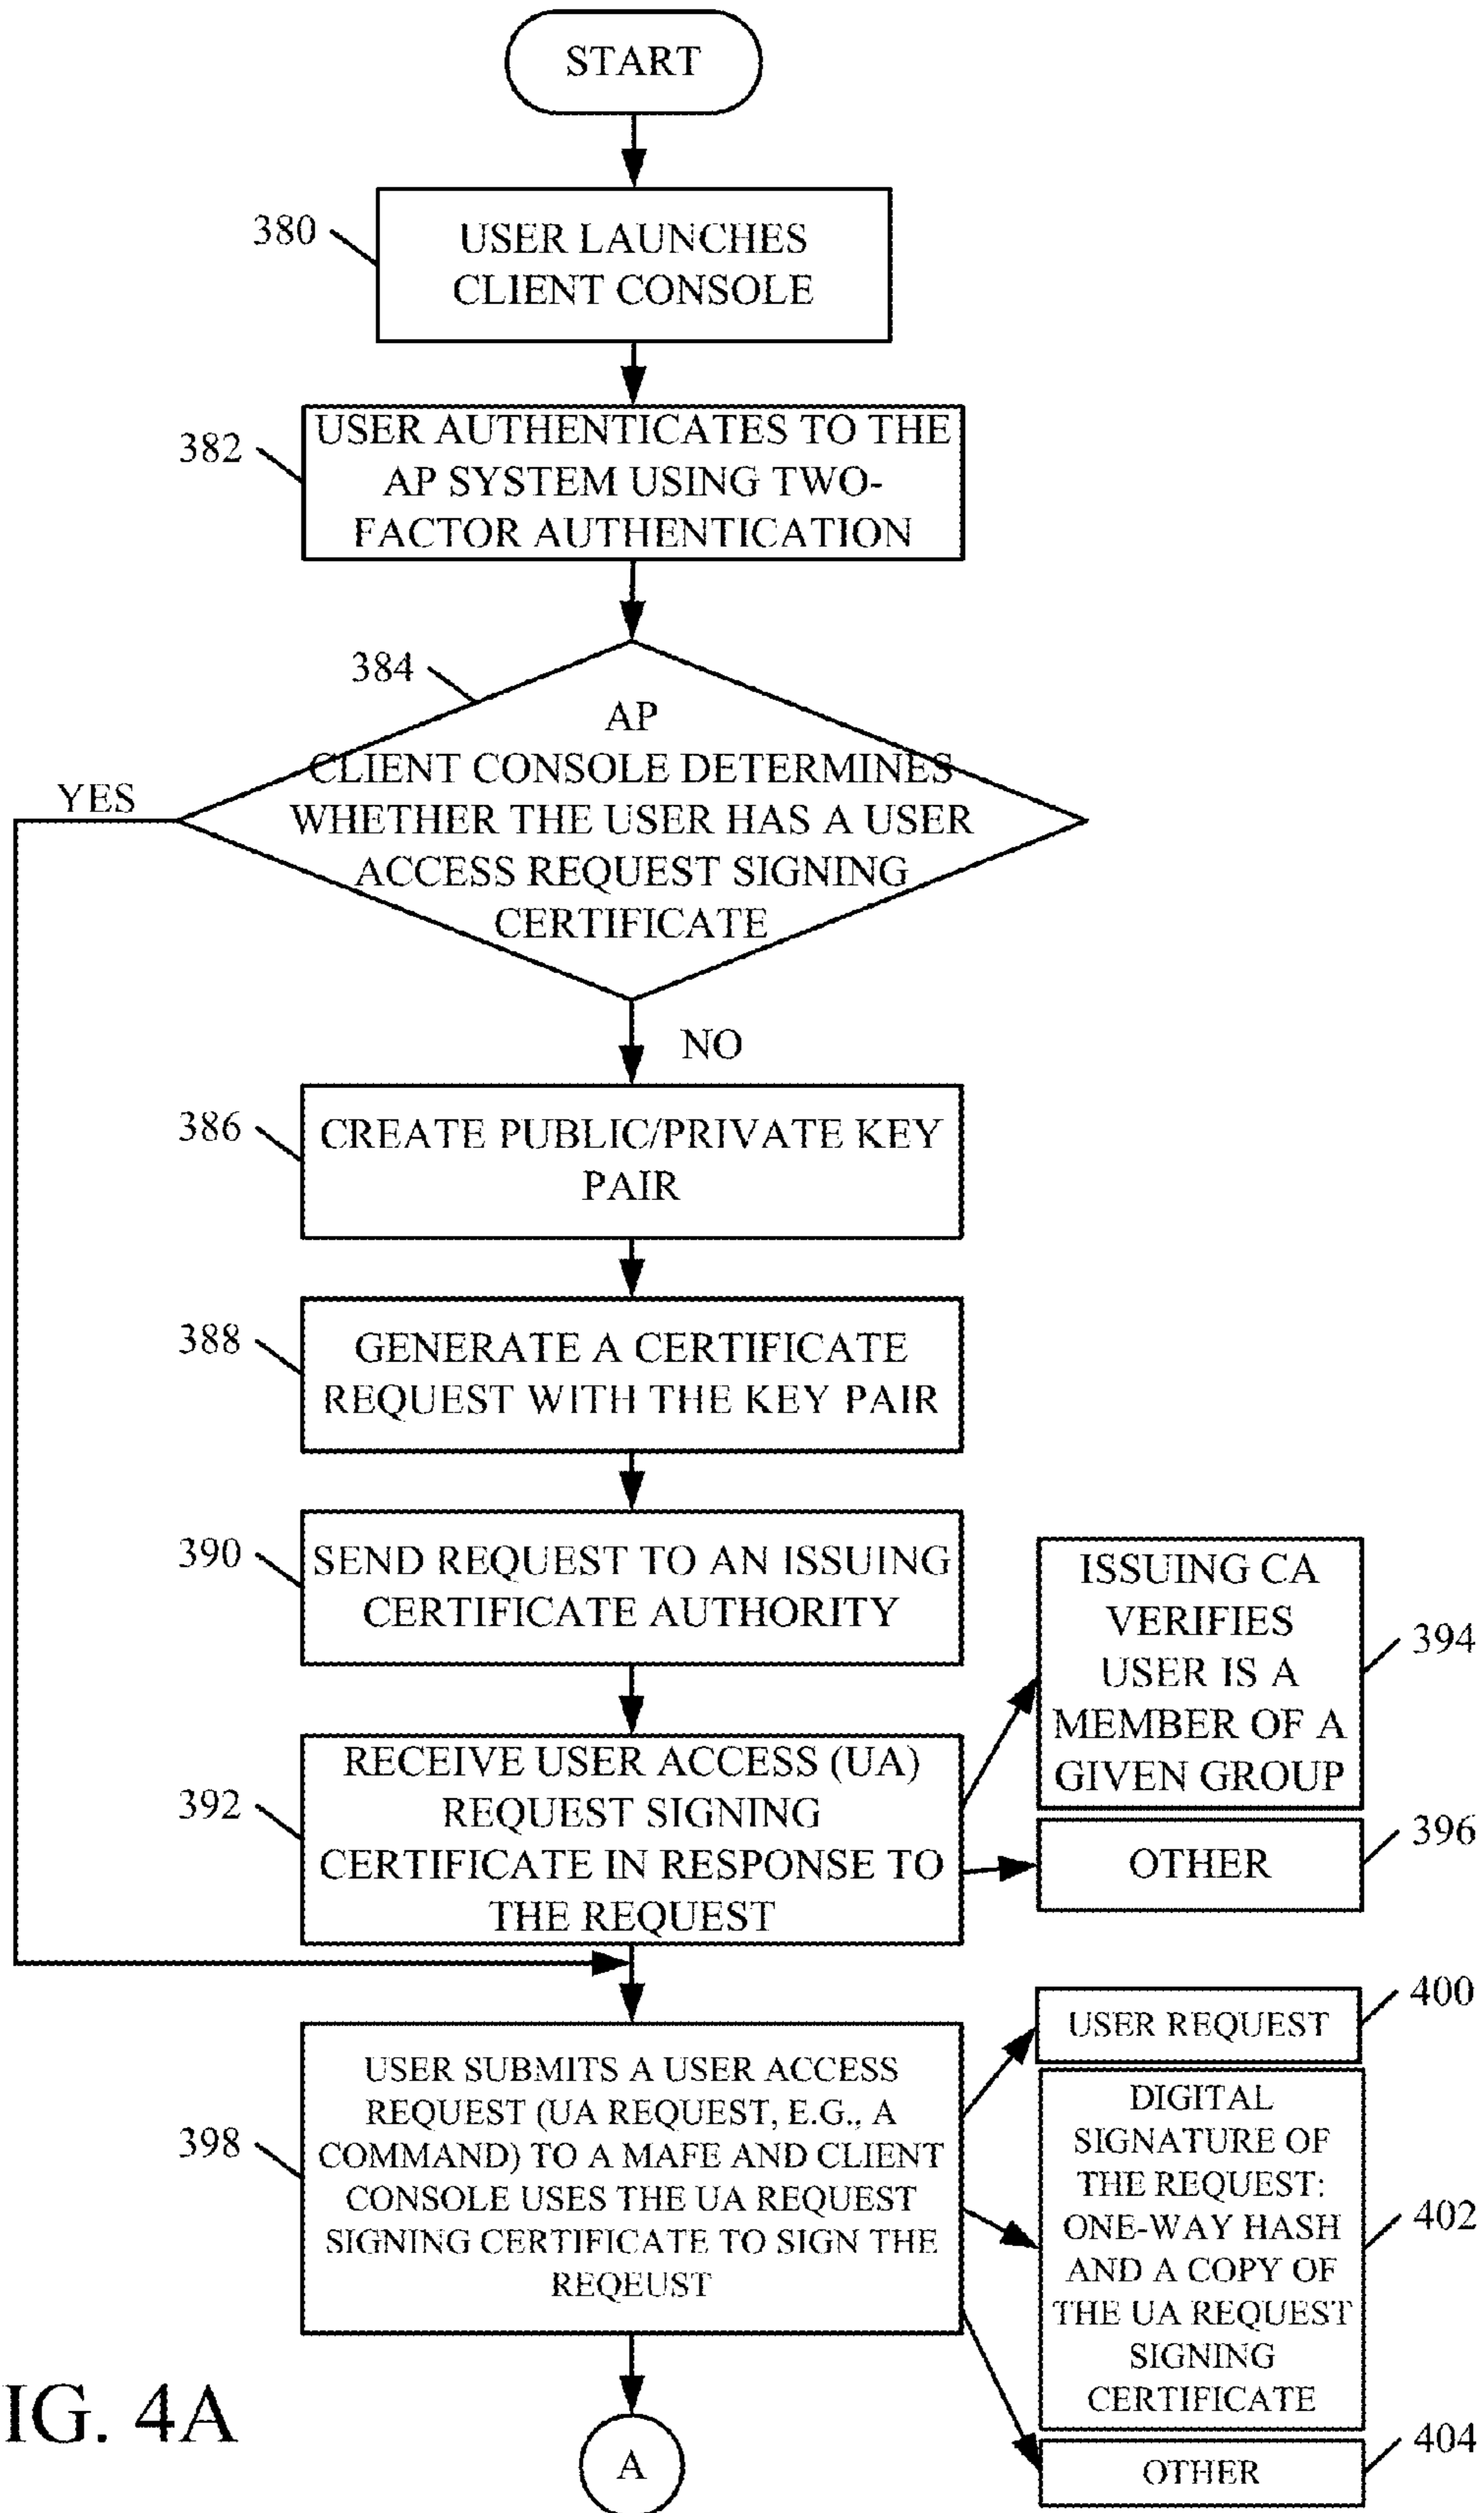 START
380
USER LAUNCHES
CLIENT CONSOLE
382
USER AUTHENTICATES TO THE
AP SYSTEM USING TWO-
FACTOR AUTHENTICATION
384
AP
CLIENT CONSOLE DETERMINES
WHETHER THE USER HAS A USER
ACCESS REQUEST SIGNING
CERTIFICATE
YES
NO
386
CREATE PUBLIC/PRIVATE KEY
PAIR
388
GENERATE A CERTIFICATE
REQUEST WITH THE KEY PAIR
390
SEND REQUEST TO AN ISSUING
CERTIFICATE AUTHORITY
392
RECEIVE USER ACCESS (UA)
REQUEST SIGNING
CERTIFICATE IN RESPONSE TO
THE REQUEST
ISSUING CA
VERIFIES
USER IS A
MEMBER OF A
GIVEN GROUP
394
OTHER
396
398
USER SUBMITS A USER ACCESS
REQUEST (UA REQUEST, E.G., A
COMMAND) TO A MAFE AND CLIENT
CONSOLE USES THE UA REQUEST
SIGNING CERTIFICATE TO SIGN THE
REQEUST
USER REQUEST
400
DIGITAL
SIGNATURE OF
THE REQUEST:
ONE-WAY HASH
AND A COPY OF
THE UA REQUEST
SIGNING
CERTIFICATE
402
OTHER
404
A
IG. 4A